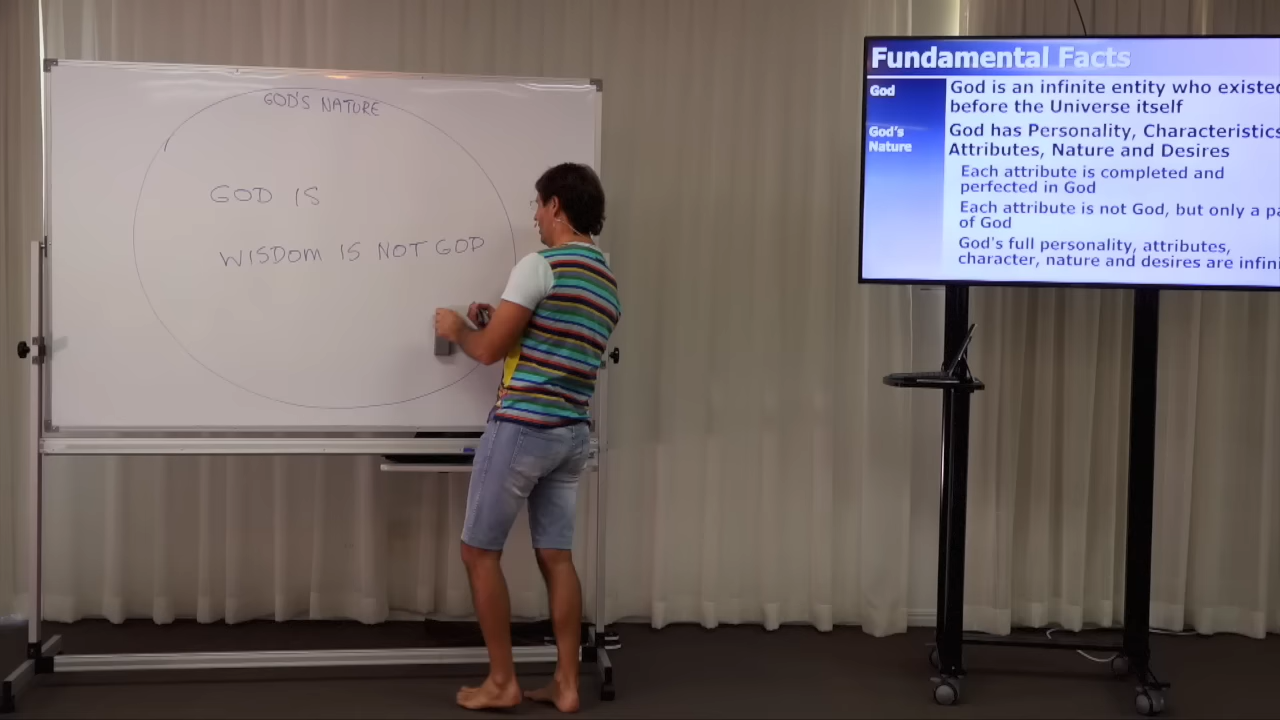 GOD'S NATURE
GOD IS
WISDOM IS NOT GOD
Fundamental Facts
God
God is an infinite entity who existed
before the Universe itself
God's
Nature
God has Personality, Characteristics
Attributes, Nature and Desires
Each attribute is completed and
perfected in God
Each attribute is not God, but only a
of God
God's full personality, attributes,
character, nature and desires are